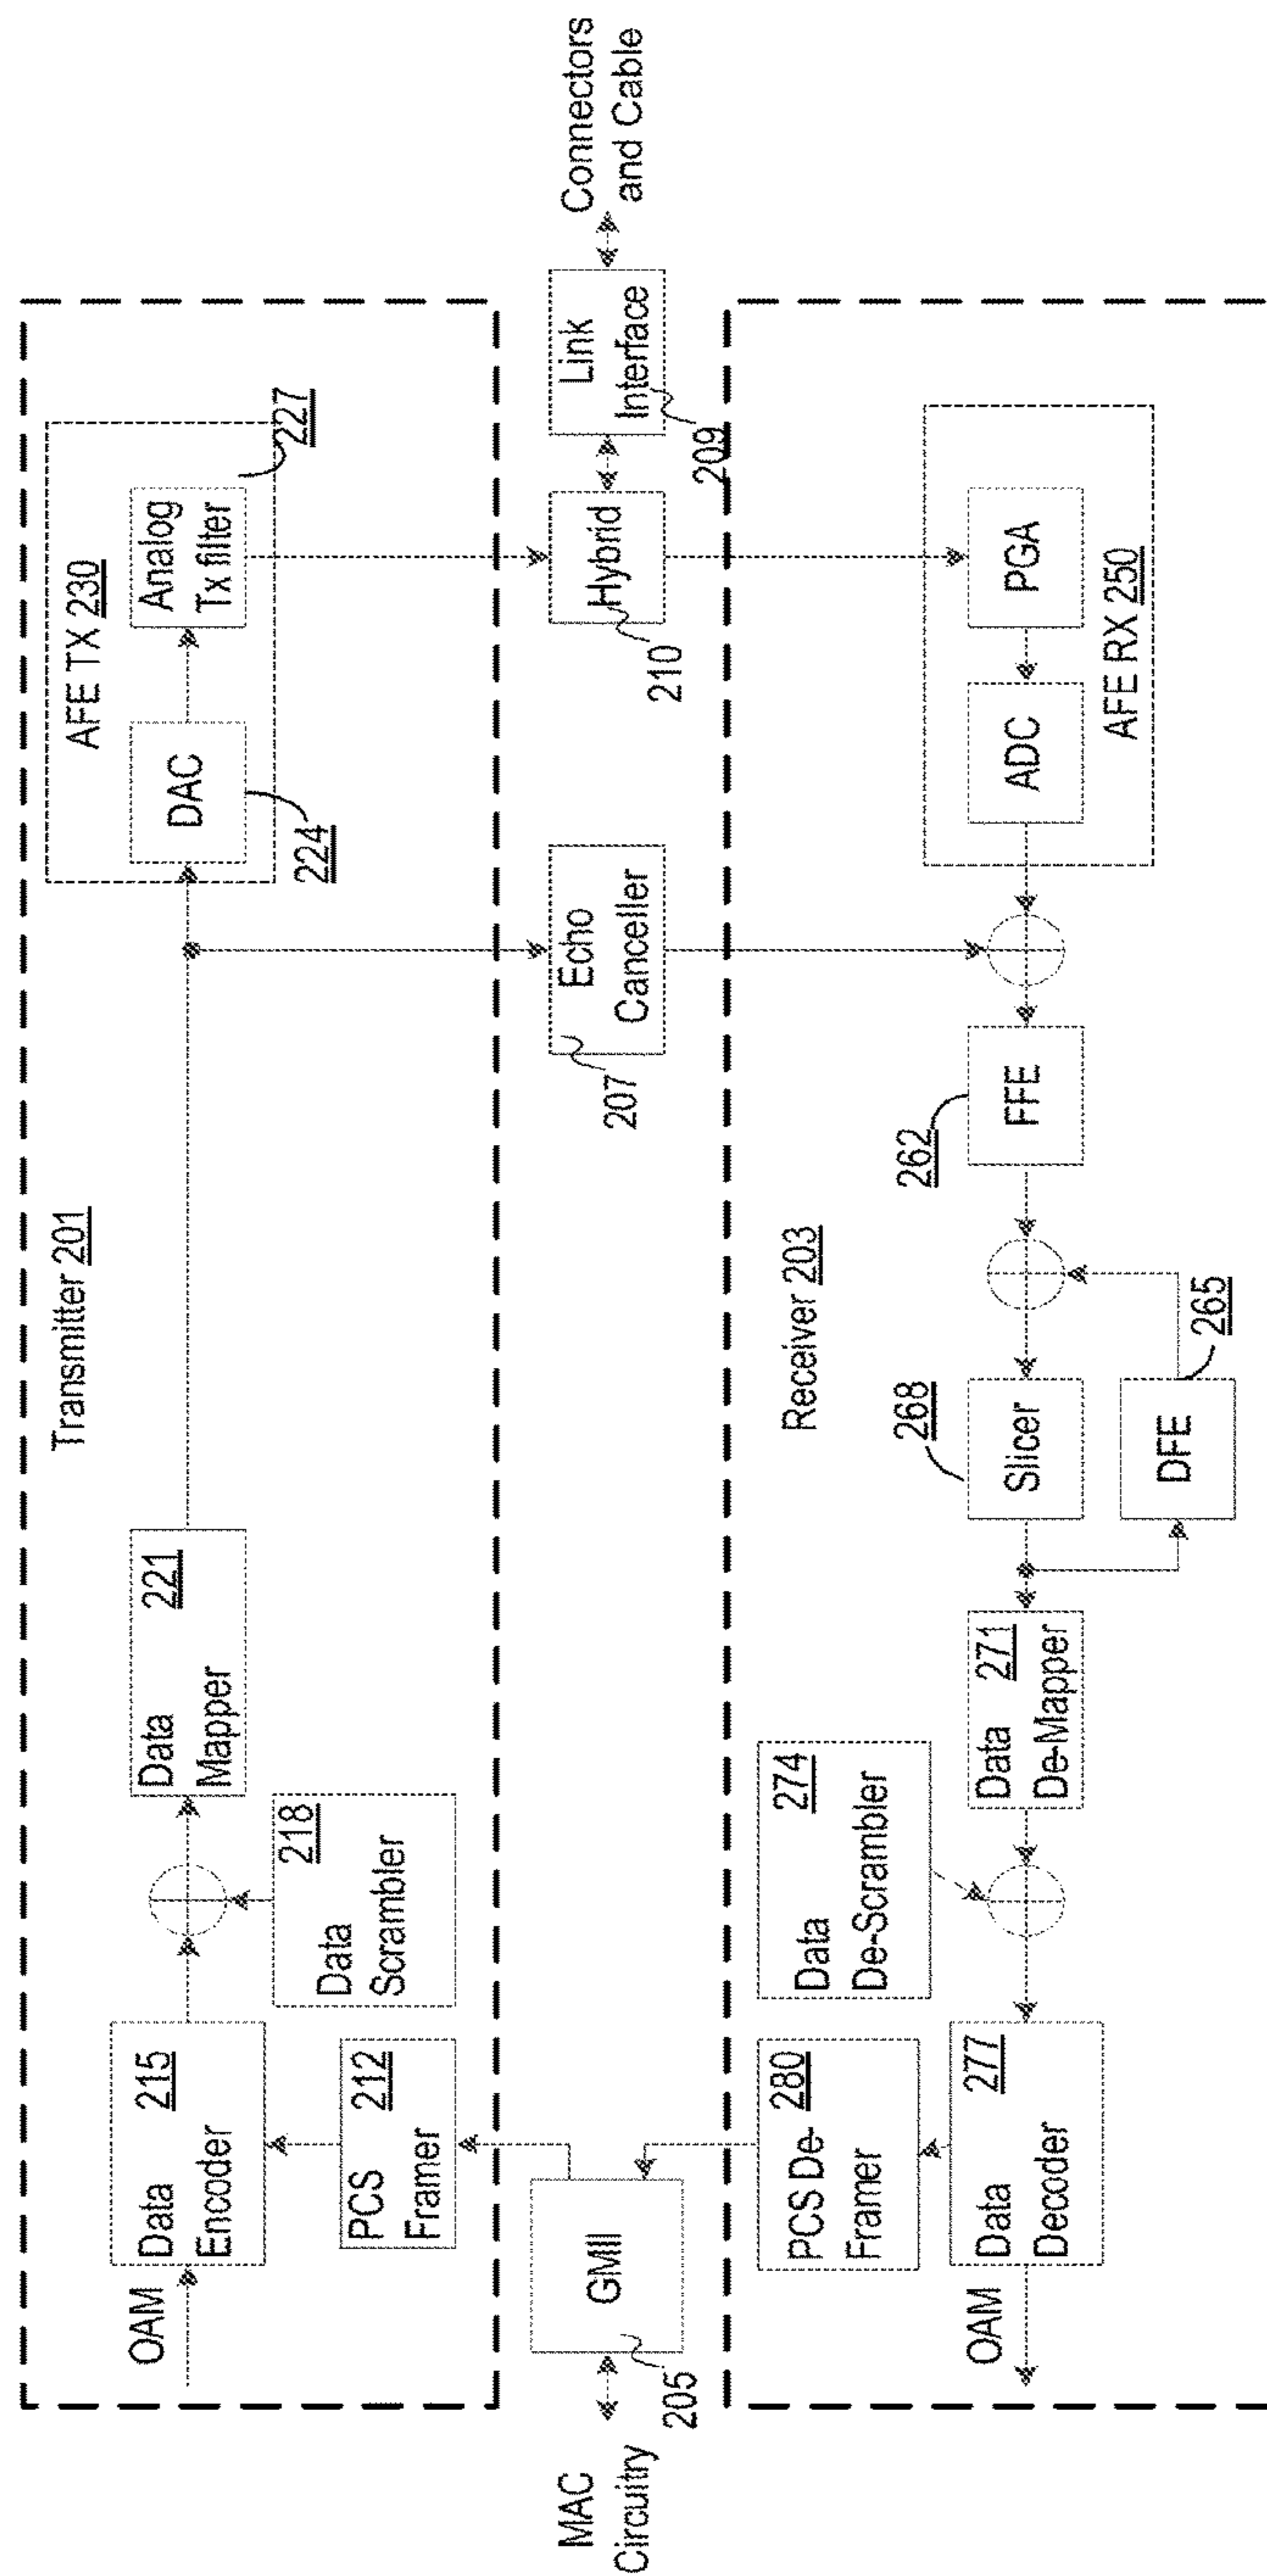 Transmitter 201
OAM
Data 215
Encoder
PCS 212
Framer
Data 218
Scrambler
Data 221
Mapper
AFE TX 230
DAC
224
Analog
Tx filter
227
MAC
Circuitry
GMII
205
Echo
Canceller
207
Hybrid
210
Link
Interface
209
Connectors
and Cable
Receiver 203
PCS De- 280
Framer
Data 277
Decoder
OAM
Data 274
De-Scrambler
Data 271
De-Mapper
Slicer
268
DFE
265
FFE
262
ADC
PGA
AFE RX 250